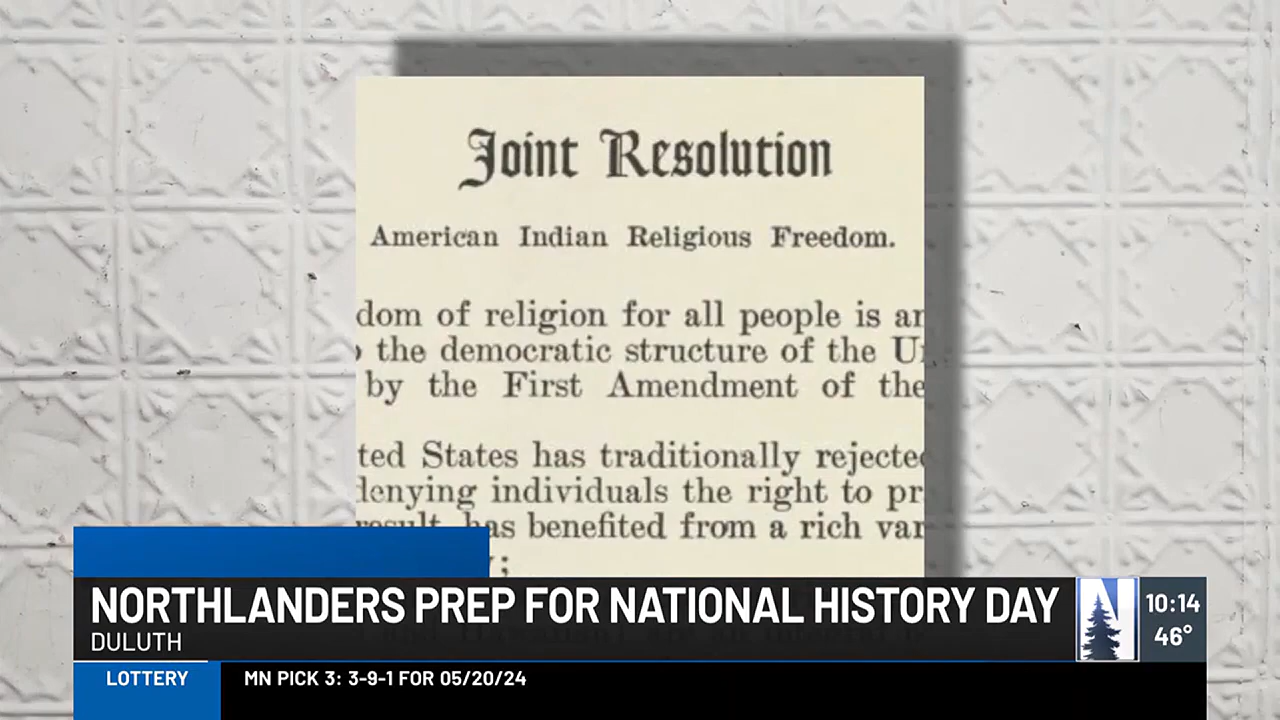 Joint Resolution
American Indian Religious Freedom.
dom of religion for all people is an
the democratic structure of the
by the First Amendment of the
ted States has traditionally rejecte
denying individuals the right to pr
result, has benefited from a rich var
;
NORTHLANDERS PREP FOR NATIONAL HISTORY DAY
DULUTH
N
10:14
46°
LOTTERY
MN PICK 3: 3-9-1 FOR 05/20/24